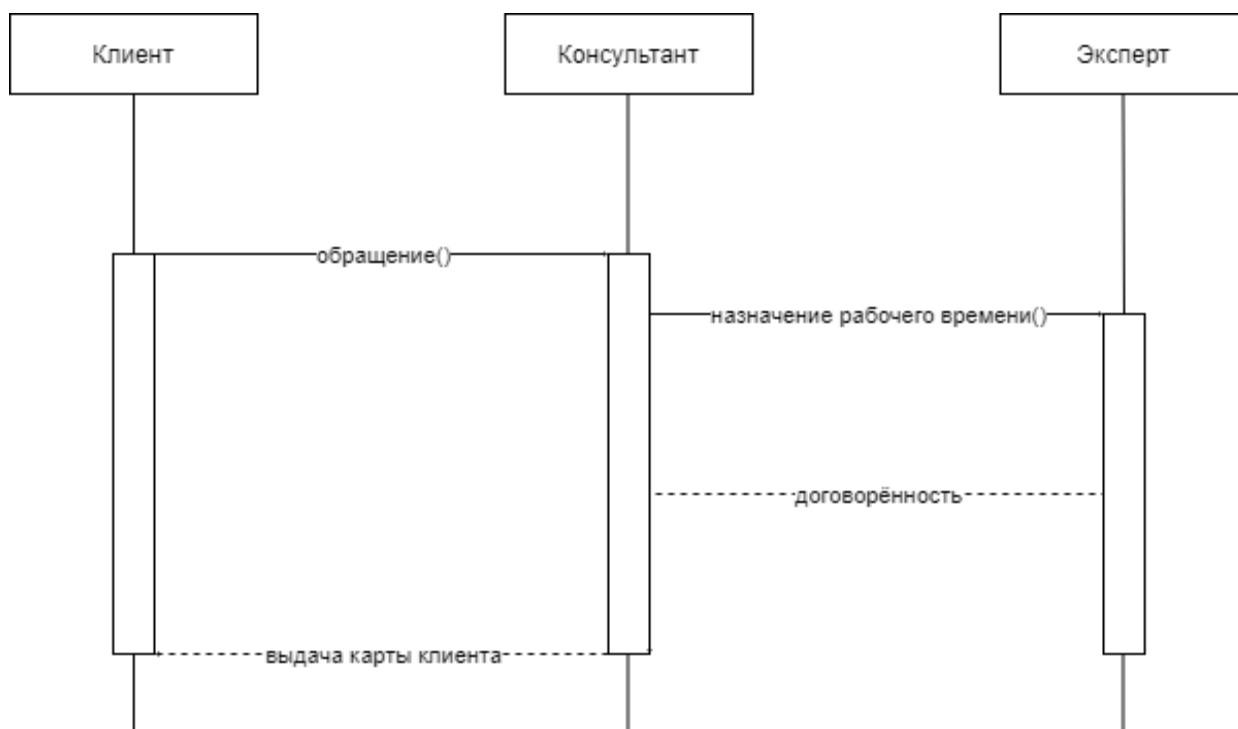 Клиент
Консультант
Эксперт
обращение()
назначение рабочего времени()
договорённость
выдача карты клиента